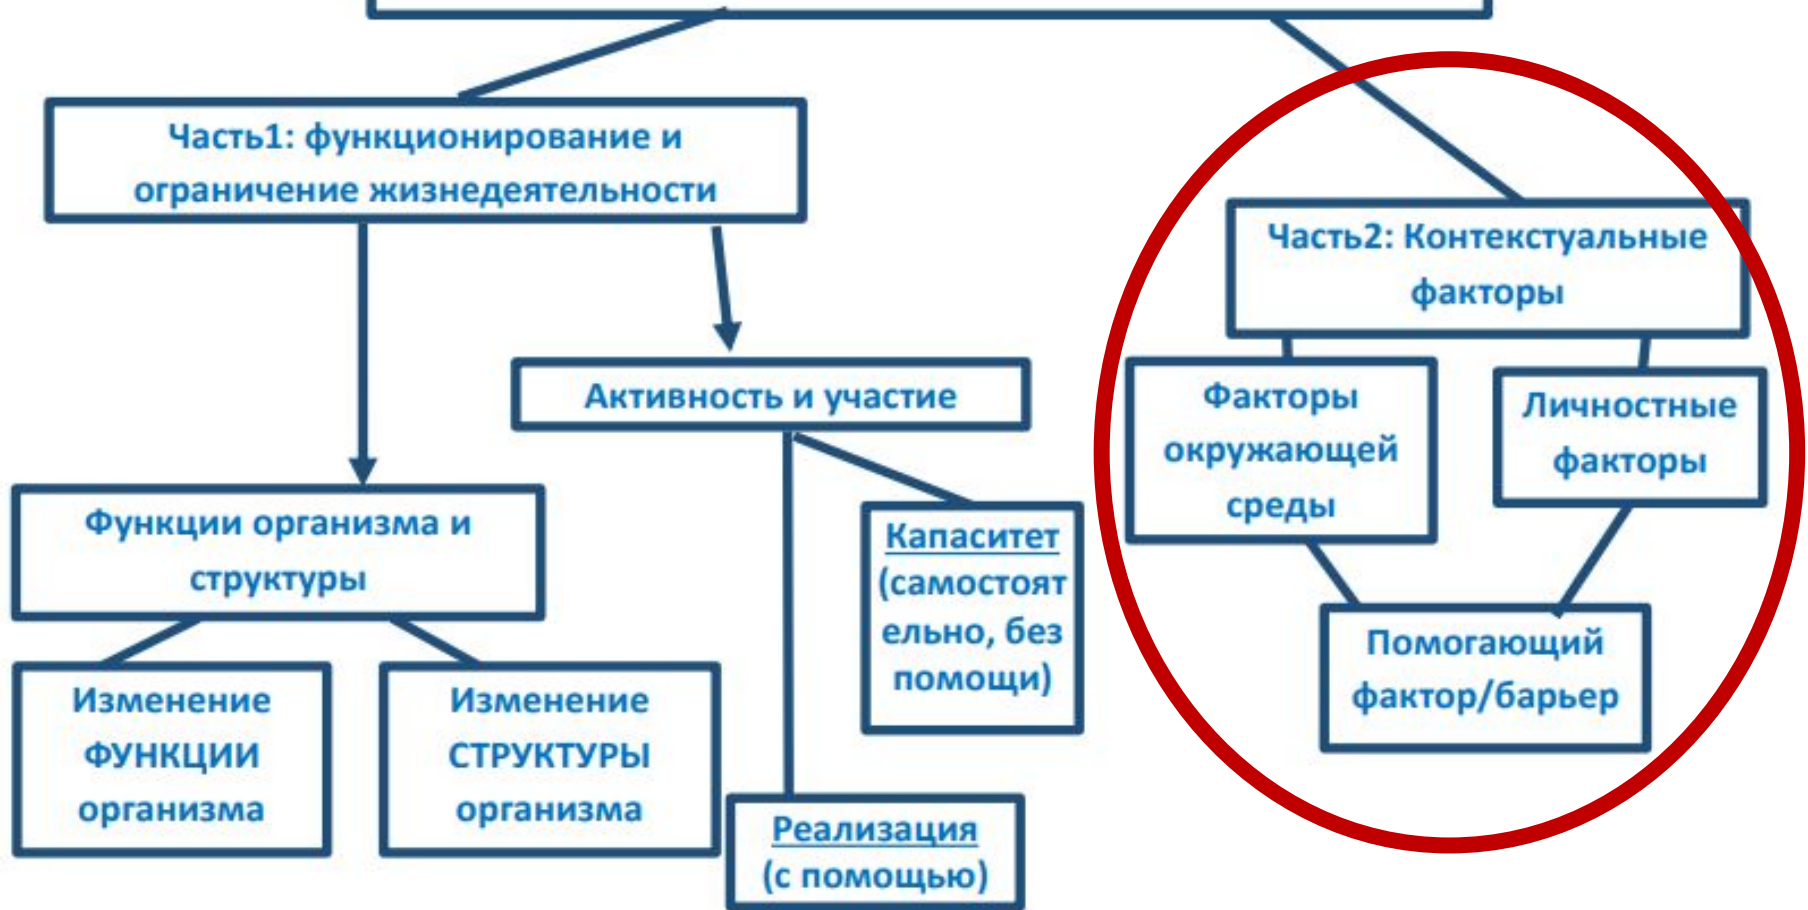 Часть1: функционирование и
ограничение жизнедеятельности
Часть2: Контекстуальные
факторы
Активность и участие
Факторы
окружающей
среды
Личностные
факторы
Функции организма и
структуры
Капаситет
(самостоят
ельно, без
помощи)
Помогающий
фактор/барьер
Изменение
ФУНКЦИИ
организма
Изменение
СТРУКТУРЫ
организма
Реализация
(с помощью)